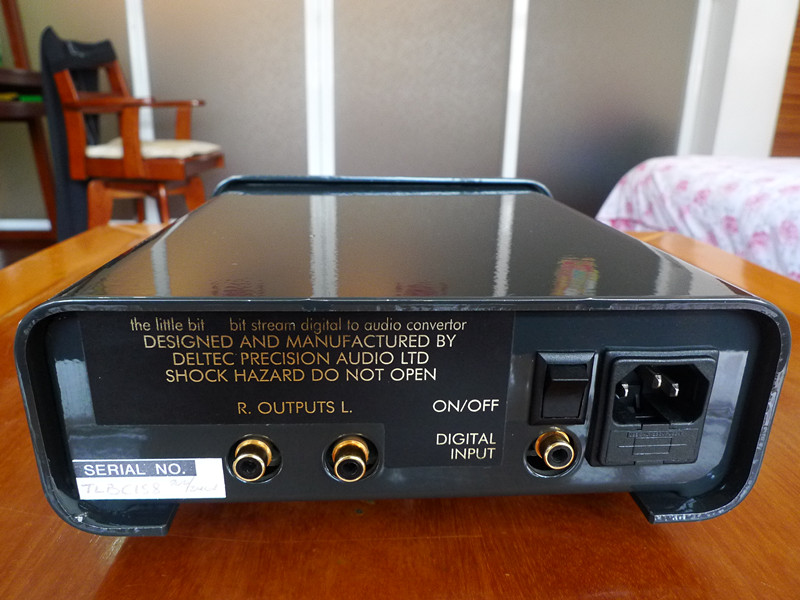 the little bit bit stream digital to audio convertor
DESIGNED AND MANUFACTURED BY
DELTEC PRECISION AUDIO LTD
SHOCK HAZARD DO NOT OPEN
R. OUTPUTS L.
ON/OFF
DIGITAL
INPUT
SERIAL NO.